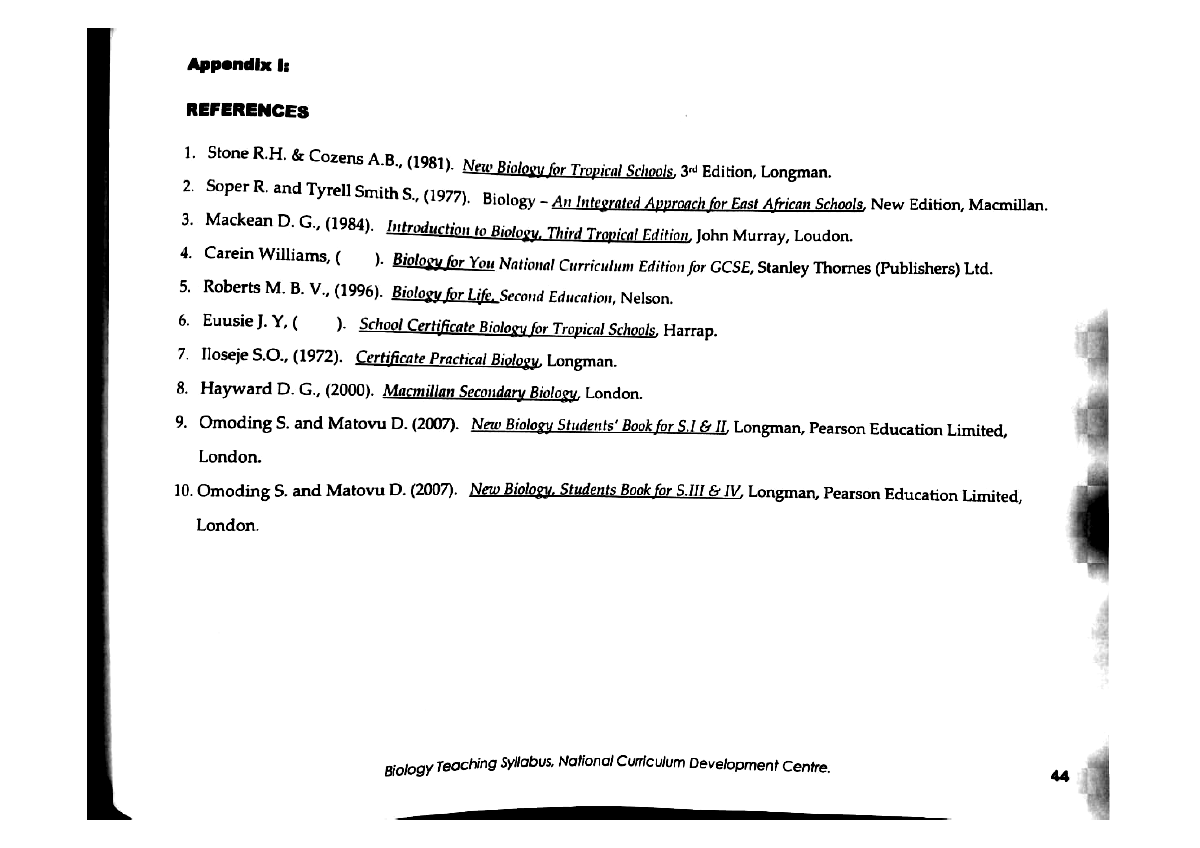 Appendix I:
REFERENCES
1. Stone R.H. & Cozens A.B., (1981). New Biology for Tropical Schools, 3rd Edition, Longman.
2. Soper R. and Tyrell Smith S., (1977). Biology – An Integrated Approach for East African Schools, New Edition, Macmillan.
3. Mackean D. G., (1984). Introduction to Biology, Third Tropical Edition, John Murray, Loudon.
4. Carein Williams, ( ). Biology for You National Curriculum Edition for GCSE, Stanley Thornes (Publishers) Ltd.
5. Roberts M. B. V., (1996). Biology for Life, Second Education, Nelson.
6. Euusie J. Y, ( ). School Certificate Biology for Tropical Schools, Harrap.
7. Iloseje S.O., (1972). Certificate Practical Biology, Longman.
8. Hayward D. G., (2000). Macmillan Secondary Biology, London.
9. Omoding S. and Matovu D. (2007). New Biology Students' Book for S.I & II, Longman, Pearson Education Limited,
London.
10. Omoding S. and Matovu D. (2007). New Biology, Students Book for S.III & IV, Longman, Pearson Education Limited,
London.
Biology Teaching Syllabus, National Curriculum Development Centre.
44